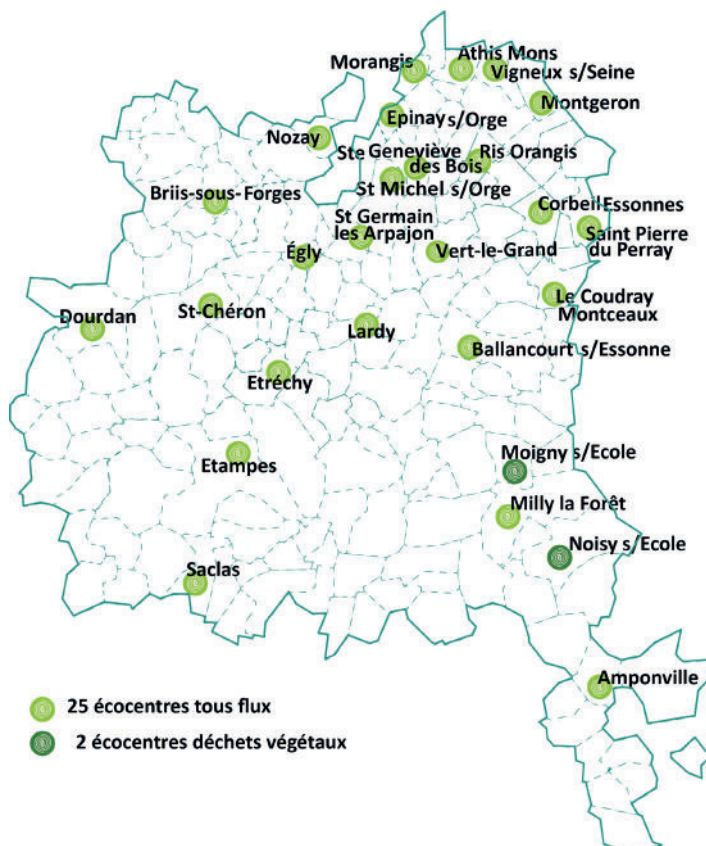 Athis Mons
Morangis
Vigneux s/Seine
Montgeron
Epinay s/Orge
Nozay
Ste Geneviève
des Bois
Ris Orangis
St Michel s/Orge
Briis-sous-Forges
Corbeil Essonnes
St Germain
les Arpajon
Saint Pierre
du Perray
Égly
Vert-le-Grand
Le Coudray
Montceaux
St-Chéron
Dourdan
Lardy
Ballancourt s/Essonne
Etréchy
Moigny s/Ecole
Etampes
Milly la Forêt
Noisy s/Ecole
Saclas
Amponville
25 écocentres tous flux
2 écocentres déchets végétaux